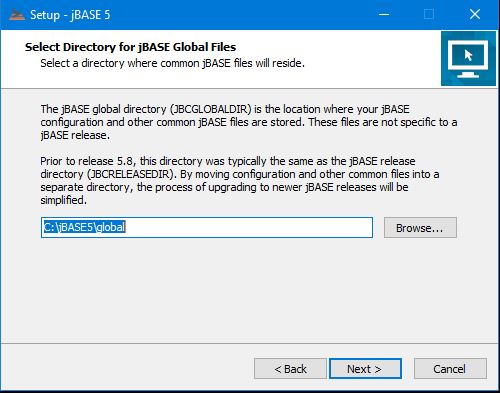 Setup - jBASE 5
Select Directory for jBASE Global Files
Select a directory where common jBASE files will reside.
The jBASE global directory (JBCGLOBALDIR) is the location where your jBASE
configuration and other common jBASE files are stored. These files are not specific to a
jBASE release.
Prior to release 5.8, this directory was typically the same as the jBASE release
directory (JBCRELEASEDIR). By moving configuration and other common files into a
separate directory, the process of upgrading to newer jBASE releases will be
simplified.
C:\jBASE5\global
Browse...
< Back
Next >
Cancel